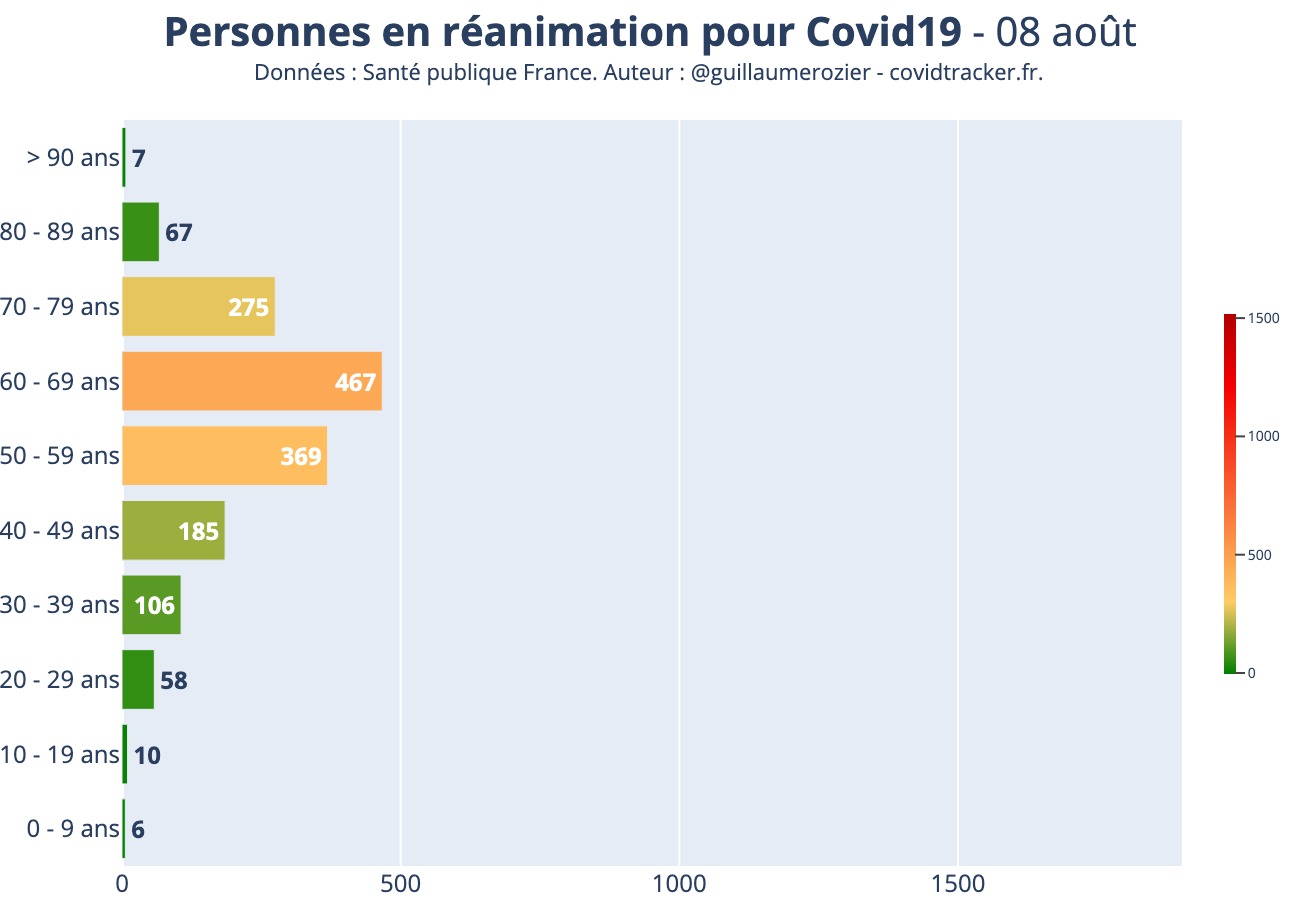 Personnes en réanimation pour Covid19 - 08 août
Données : Santé publique France. Auteur : @guillaumerozier - covidtracker.fr.
> 90 ans 7
80 - 89 ans 67
70 - 79 ans 275
60 - 69 ans 467
50 - 59 ans 369
40 - 49 ans 185
30 - 39 ans 106
20 - 29 ans 58
10 - 19 ans 10
0 - 9 ans 6
0 500 1000 1500
1500
1000
500
0